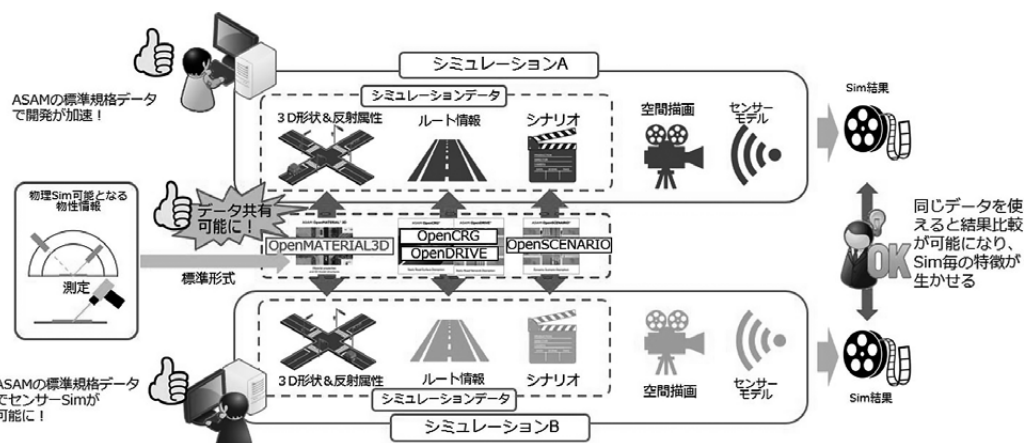 シミュレーションA
ASAMの標準規格データ
で開発が加速！
シミュレーションデータ
3D形状＆反射属性
ルート情報
シナリオ
空間描画
センサー
モデル
Sim結果
物理Sim可能となる
物性情報
測定
データ共有
可能に！
標準形式
OpenMATERIAL3D
OpenCRG
OpenDRIVE
OpenSCENARIO
同じデータを使
えると結果比較
が可能になり、
Sim毎の特徴が
生かせる
OK
3D形状＆反射属性
ルート情報
シナリオ
シミュレーションデータ
空間描画
センサー
モデル
Sim結果
ASAMの標準規格データ
でセンサーSimが
可能に！
シミュレーションB